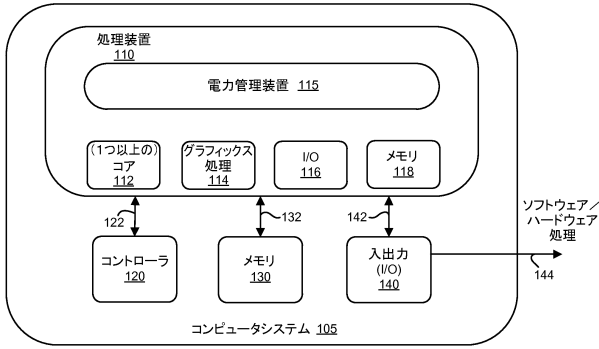 処理装置
110
電力管理装置 115
(1つ以上の)
コア
112
グラフィックス
処理
114
I/O
116
メモリ
118
122
132
142
コントローラ
120
メモリ
130
入出力
(I/O)
140
ソフトウェア/
ハードウェア
処理
144
コンピュータシステム 105